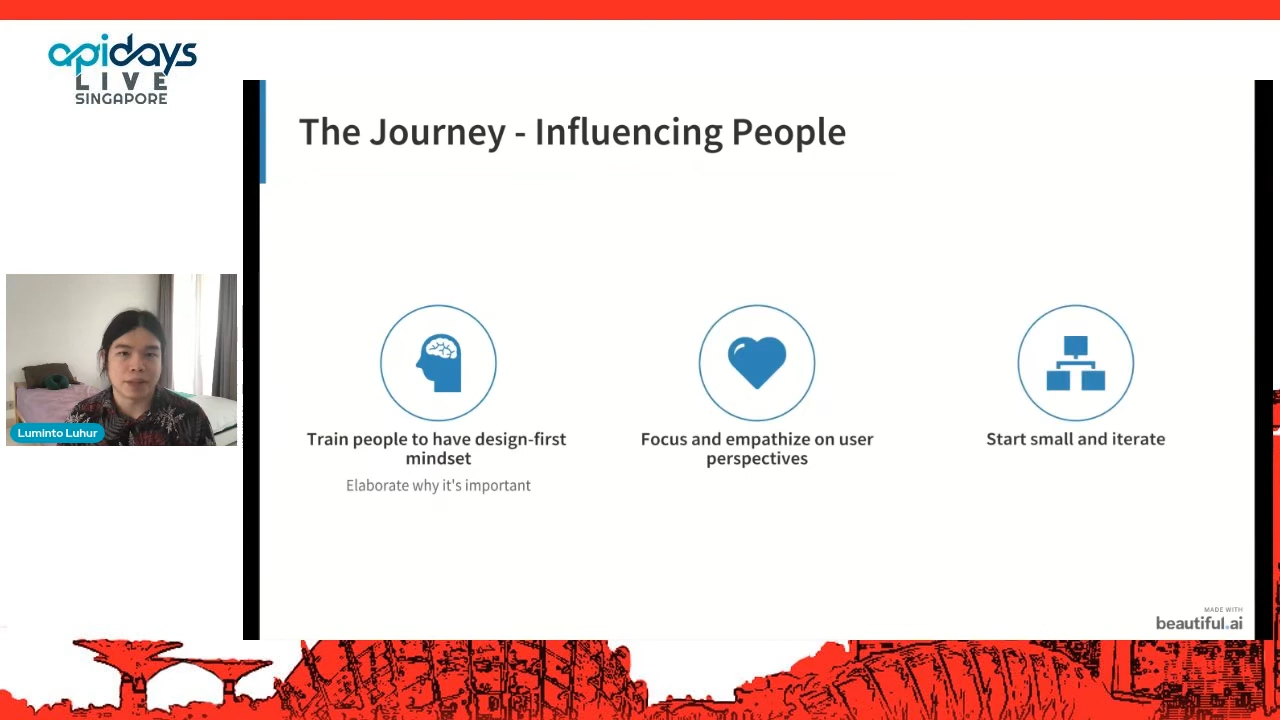 apidays
LIVE
SINGAPORE
The Journey - Influencing People
Luminto Luhur
Train people to have design-first
mindset
Elaborate why it's important
Focus and empathize on user
perspectives
Start small and iterate
MADE WITH
beautiful.ai